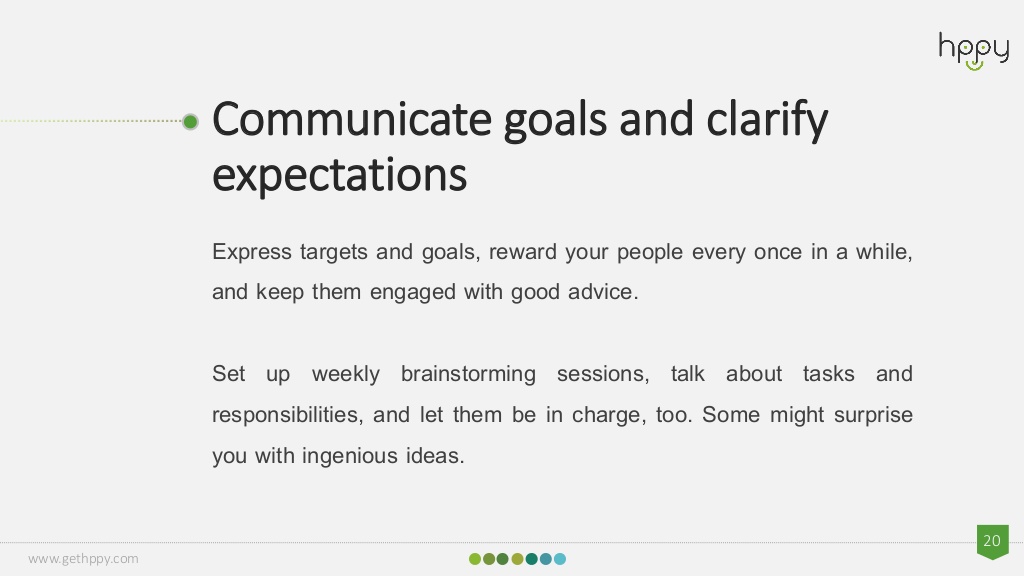 hppy
Communicate goals and clarify
expectations
Express targets and goals, reward your people every once in a while,
and keep them engaged with good advice.
Set up weekly brainstorming sessions, talk about tasks and
responsibilities, and let them be in charge, too. Some might surprise
you with ingenious ideas.
www.gethppy.com
20